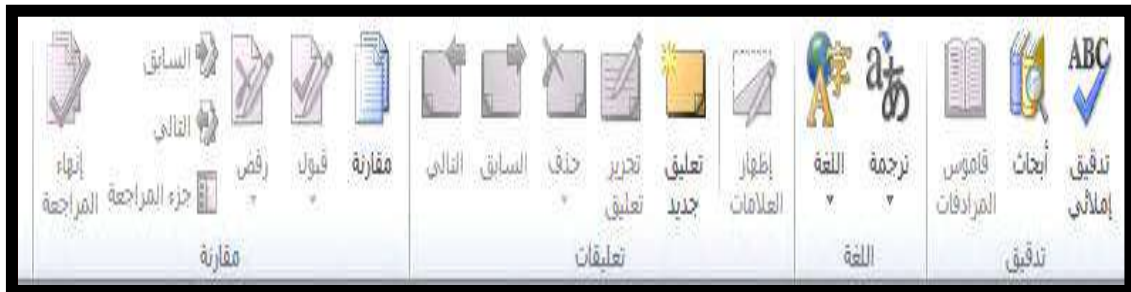 ABC
تدقيق إملائي
أبحاث
قاموس المرادفات
تدقيق
ترجمة
اللغة
اللغة
إظهار العلامات
تعليق جديد
تحرير تعليق
حذف
السابق
التالي
تعليقات
مقارنة
قبول
رفض
السابق
التالي
جزء المراجعة
إنهاء المراجعة
مقارنة